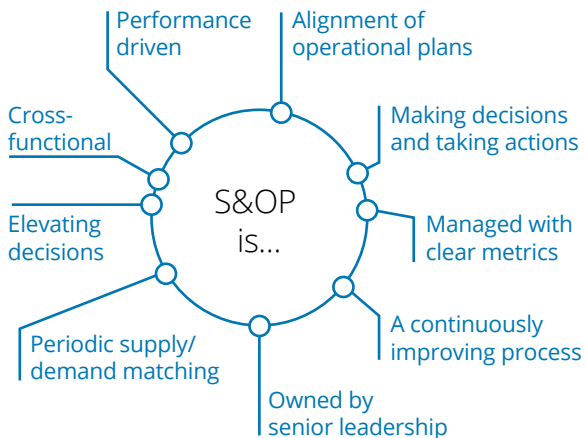 Performance
driven
Alignment of
operational plans
Cross-
functional
Making decisions
and taking actions
S&OP
is...
Elevating
decisions
Managed with
clear metrics
Periodic supply/
demand matching
A continuously
improving process
Owned by
senior leadership